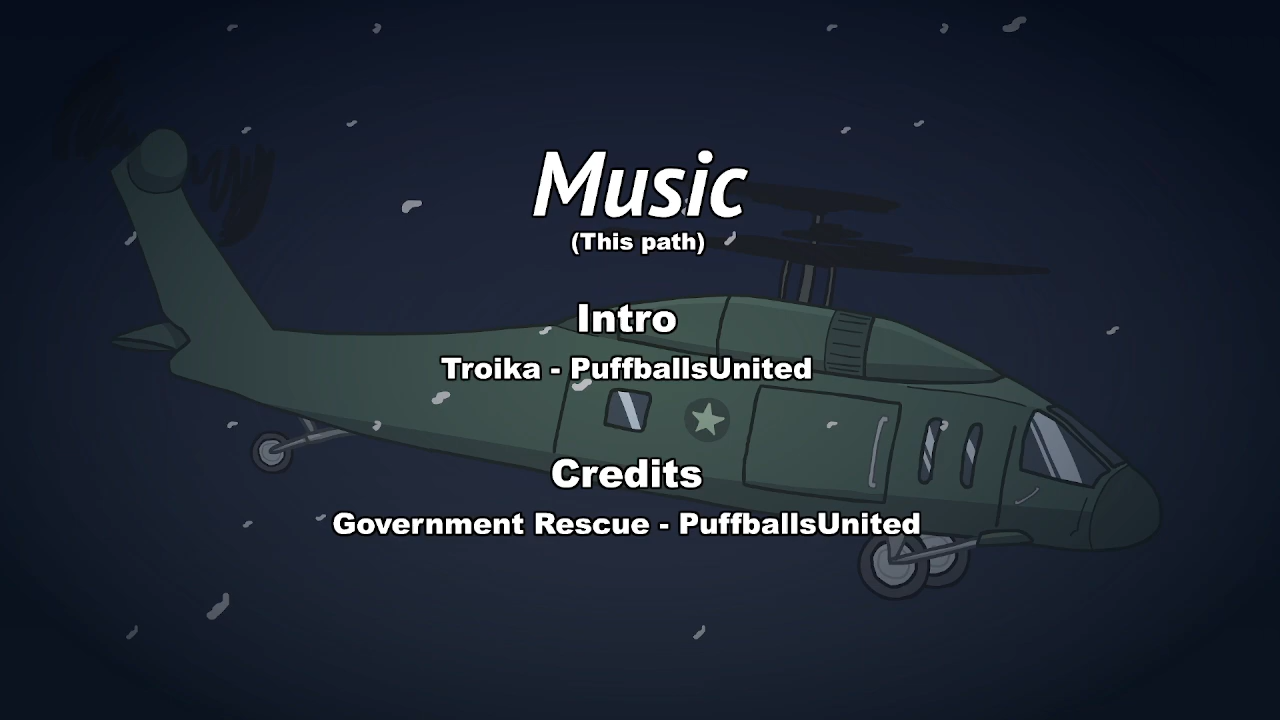 Music
(This path)
Intro
Troika - PuffballsUnited
Credits
Government Rescue - PuffballsUnited